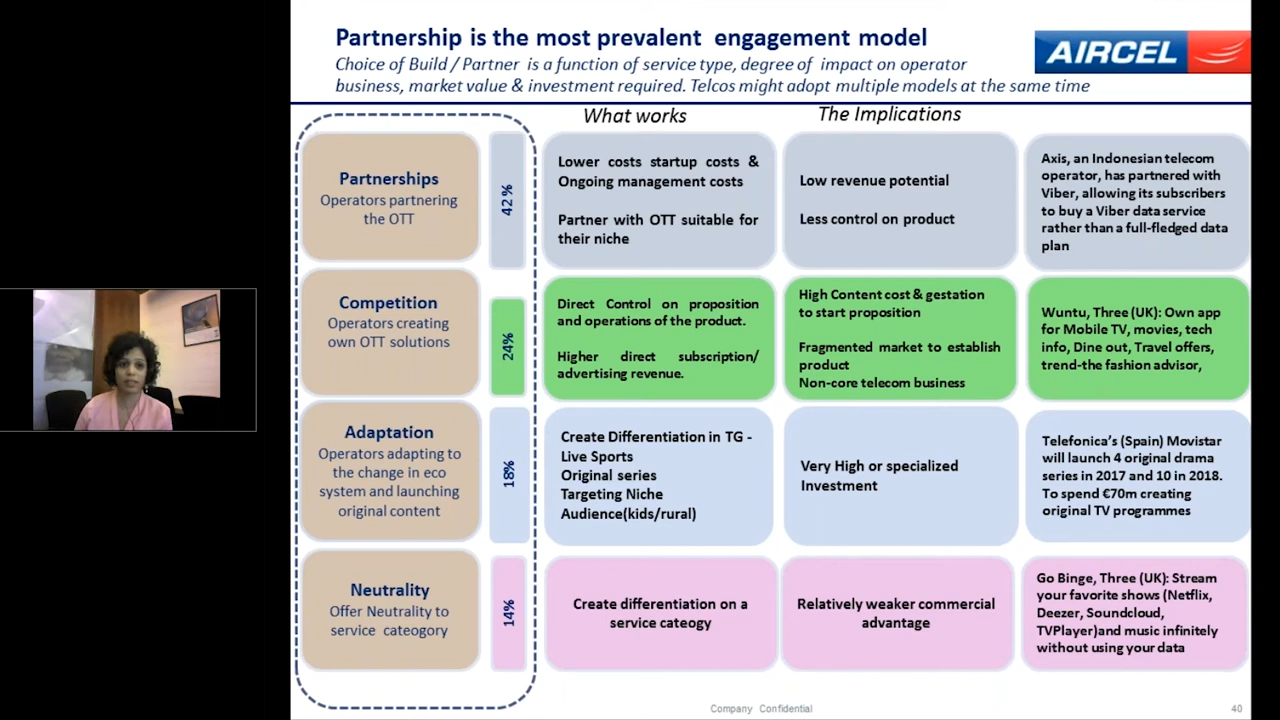 Partnership is the most prevalent engagement model
Choice of Build / Partner is a function of service type, degree of impact on operator
business, market value & investment required. Telcos might adopt multiple models at the same time
AIRCEL
What works
The Implications
Partnerships
Operators partnering
the OTT
42%
Lower costs startup costs &
Ongoing management costs
Partner with OTT suitable for
their niche
Low revenue potential
Less control on product
Axis, an Indonesian telecom
operator, has partnered with
Viber, allowing its subscribers
to buy a Viber data service
rather than a full-fledged data
plan
Competition
Operators creating
own OTT solutions
24%
Direct Control on proposition
and operations of the product.
Higher direct subscription/
advertising revenue.
High Content cost & gestation
to start proposition
Fragmented market to establish
product
Non-core telecom business
Wuntu, Three (UK): Own app
for Mobile TV, movies, tech
info, Dine out, Travel offers,
trend-the fashion advisor,
Adaptation
Operators adapting to
the change in eco
system and launching
original content
18%
Create Differentiation in TG -
Live Sports
Original series
Targeting Niche
Audience(kids/rural)
Very High or specialized
Investment
Telefonica's (Spain) Movistar
will launch 4 original drama
series in 2017 and 10 in 2018.
To spend €70m creating
original TV programmes
Neutrality
Offer Neutrality to
service cateogory
14%
Create differentiation on a
service cateogy
Relatively weaker commercial
advantage
Go Binge, Three (UK): Stream
your favorite shows (Netflix,
Deezer, Soundcloud,
TVPlayer)and music infinitely
without using your data
Company Confidential
40